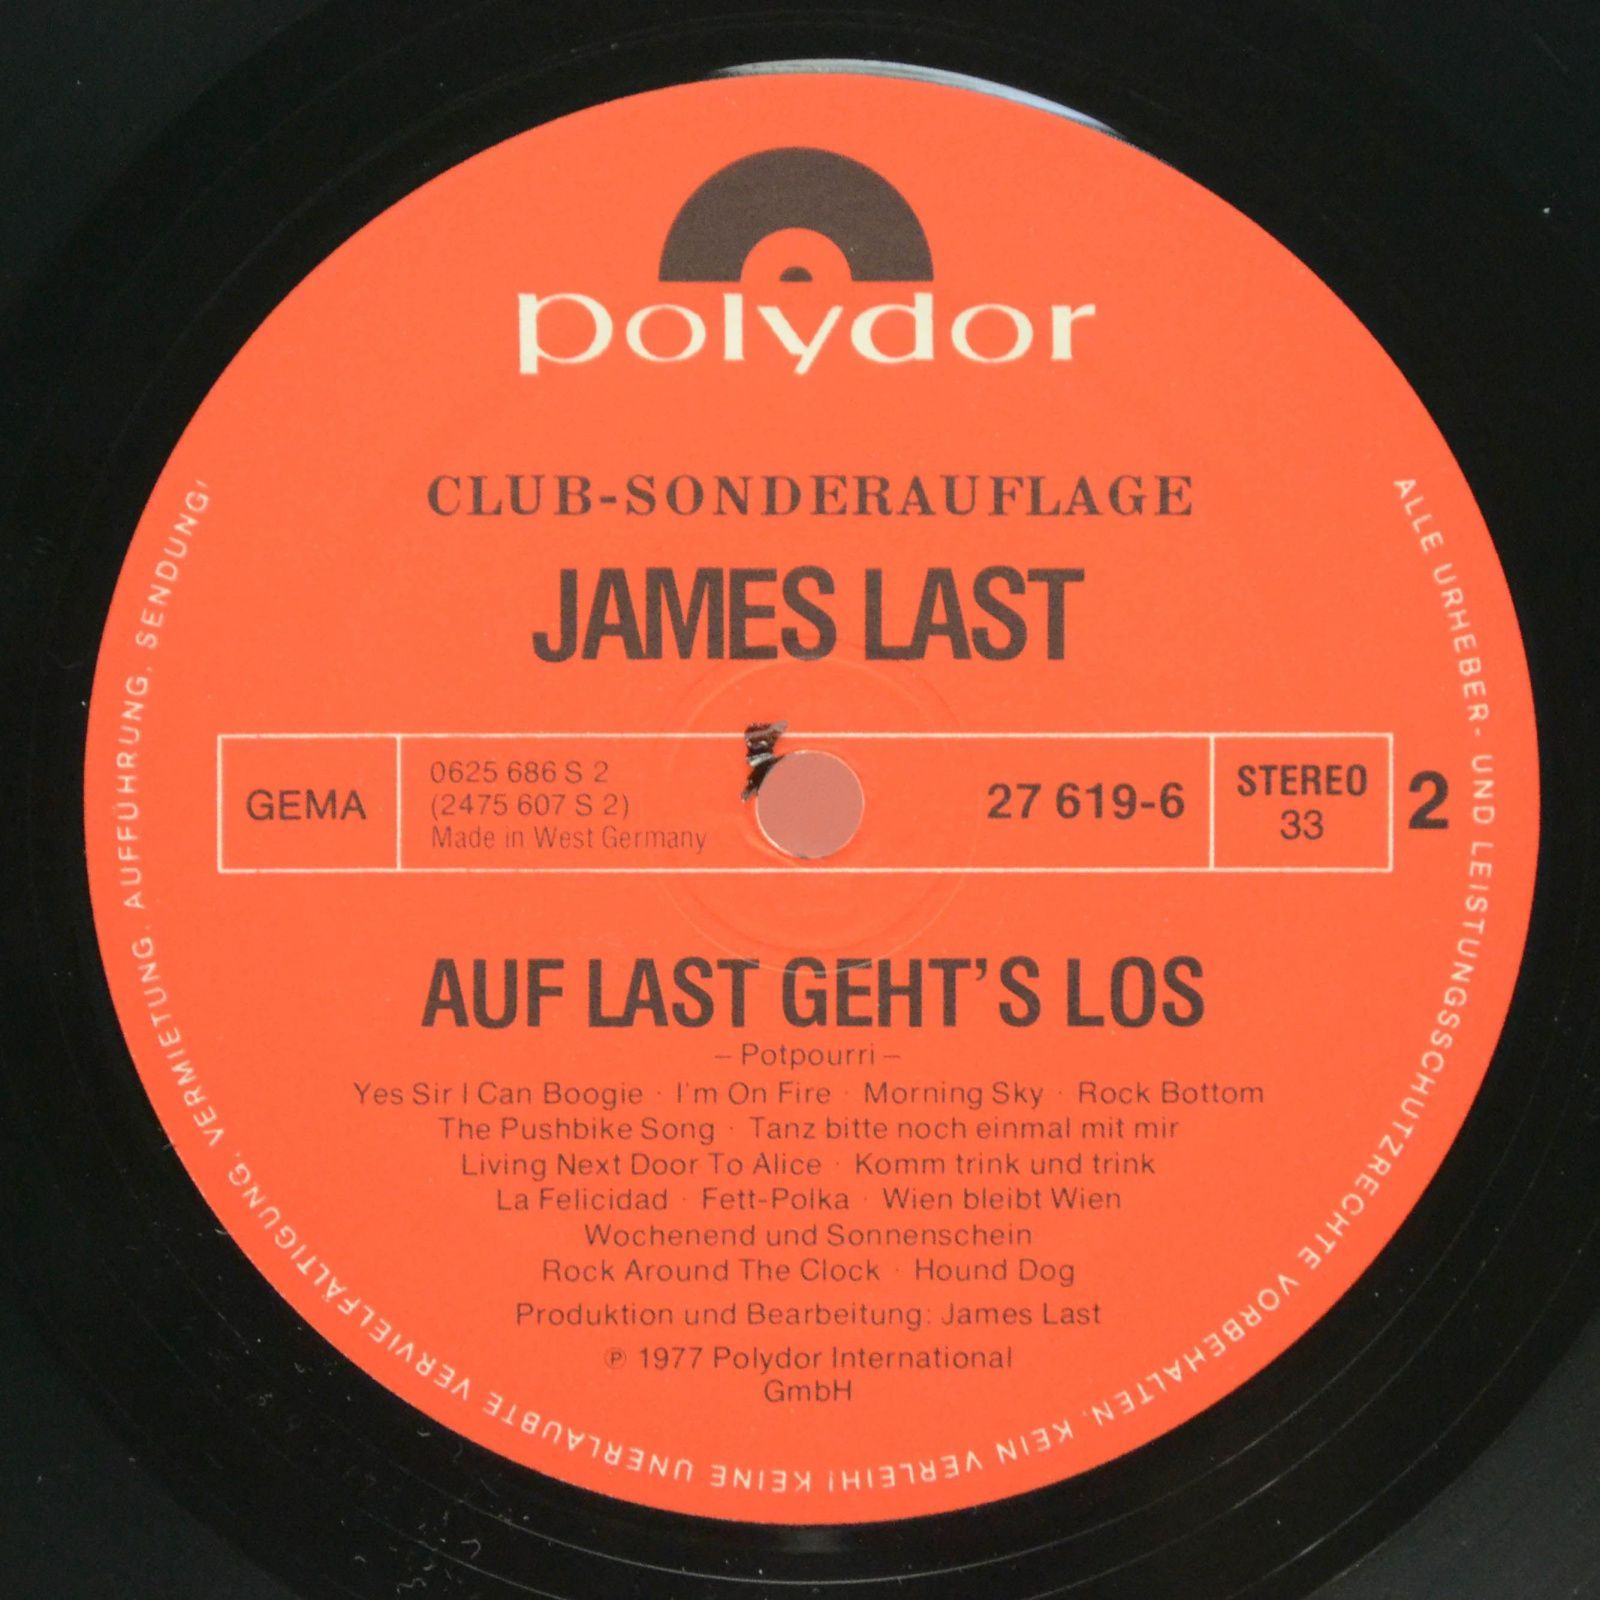 polydor
CLUB-SONDERAUFLAGE
JAMES LAST
GEMA
0625 686 S 2
(2475 607 S 2)
Made in West Germany
27 619-6
STEREO
33
2
AUF LAST GEHT'S LOS
– Potpourri –
Yes Sir I Can Boogie · I'm On Fire · Morning Sky · Rock Bottom
The Pushbike Song · Tanz bitte noch einmal mit mir
Living Next Door To Alice · Komm trink und trink
La Felicidad · Fett-Polka · Wien bleibt Wien
Wochenend und Sonnenschein
Rock Around The Clock · Hound Dog
Produktion und Bearbeitung: James Last
℗ 1977 Polydor International
GmbH
ALLE URHEBER- UND LEISTUNGSSCHUTZRECHTE VORBEHALTEN. KEIN VERLEIH! KEINE UNERLAUBTE VERVIELFÄLTIGUNG, VERMIETUNG, AUFFÜHRUNG, SENDUNG!